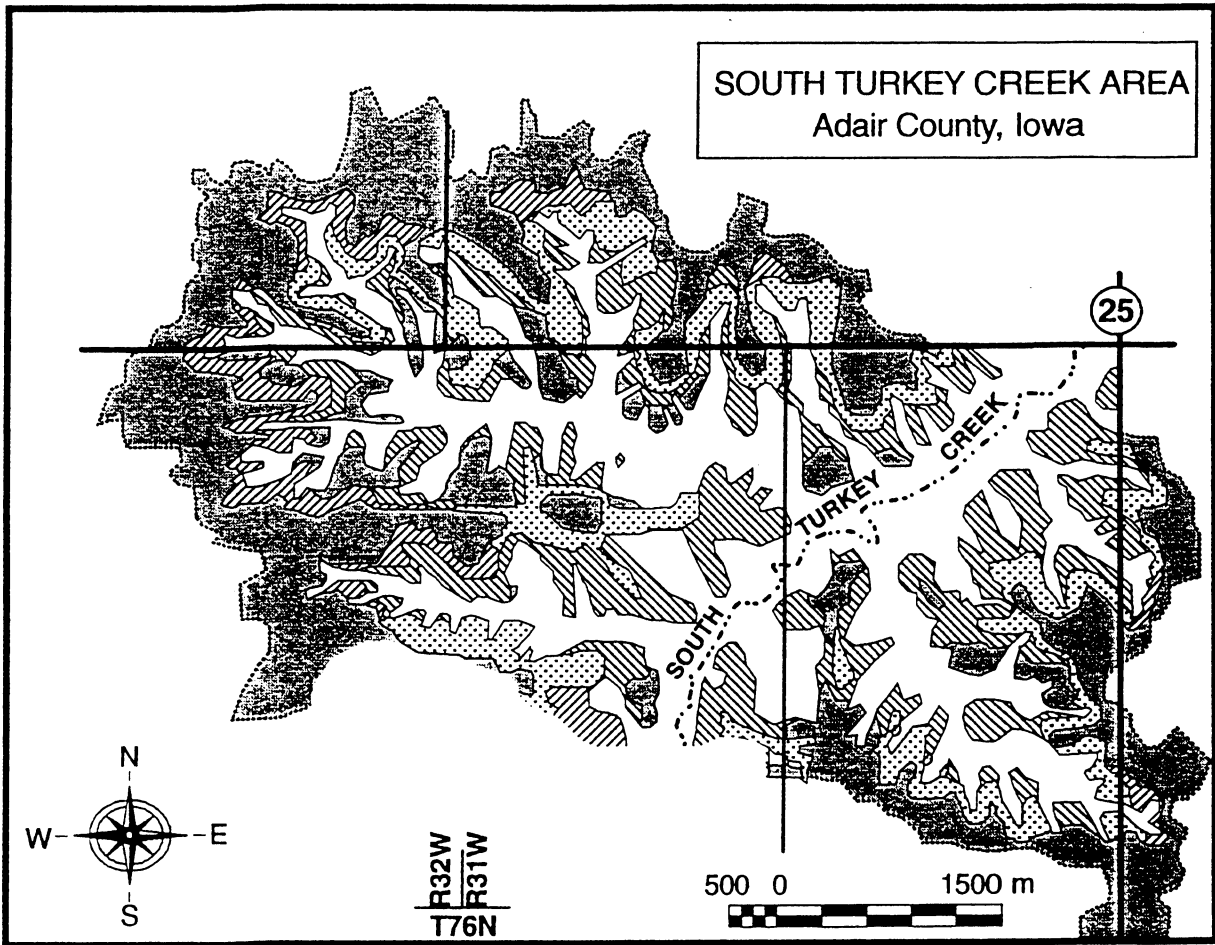 SOUTH TURKEY CREEK AREA
Adair County, Iowa
25
SOUTH TURKEY CREEK
N
W
E
S
R32W
R31W
T76N
500 0 1500 m